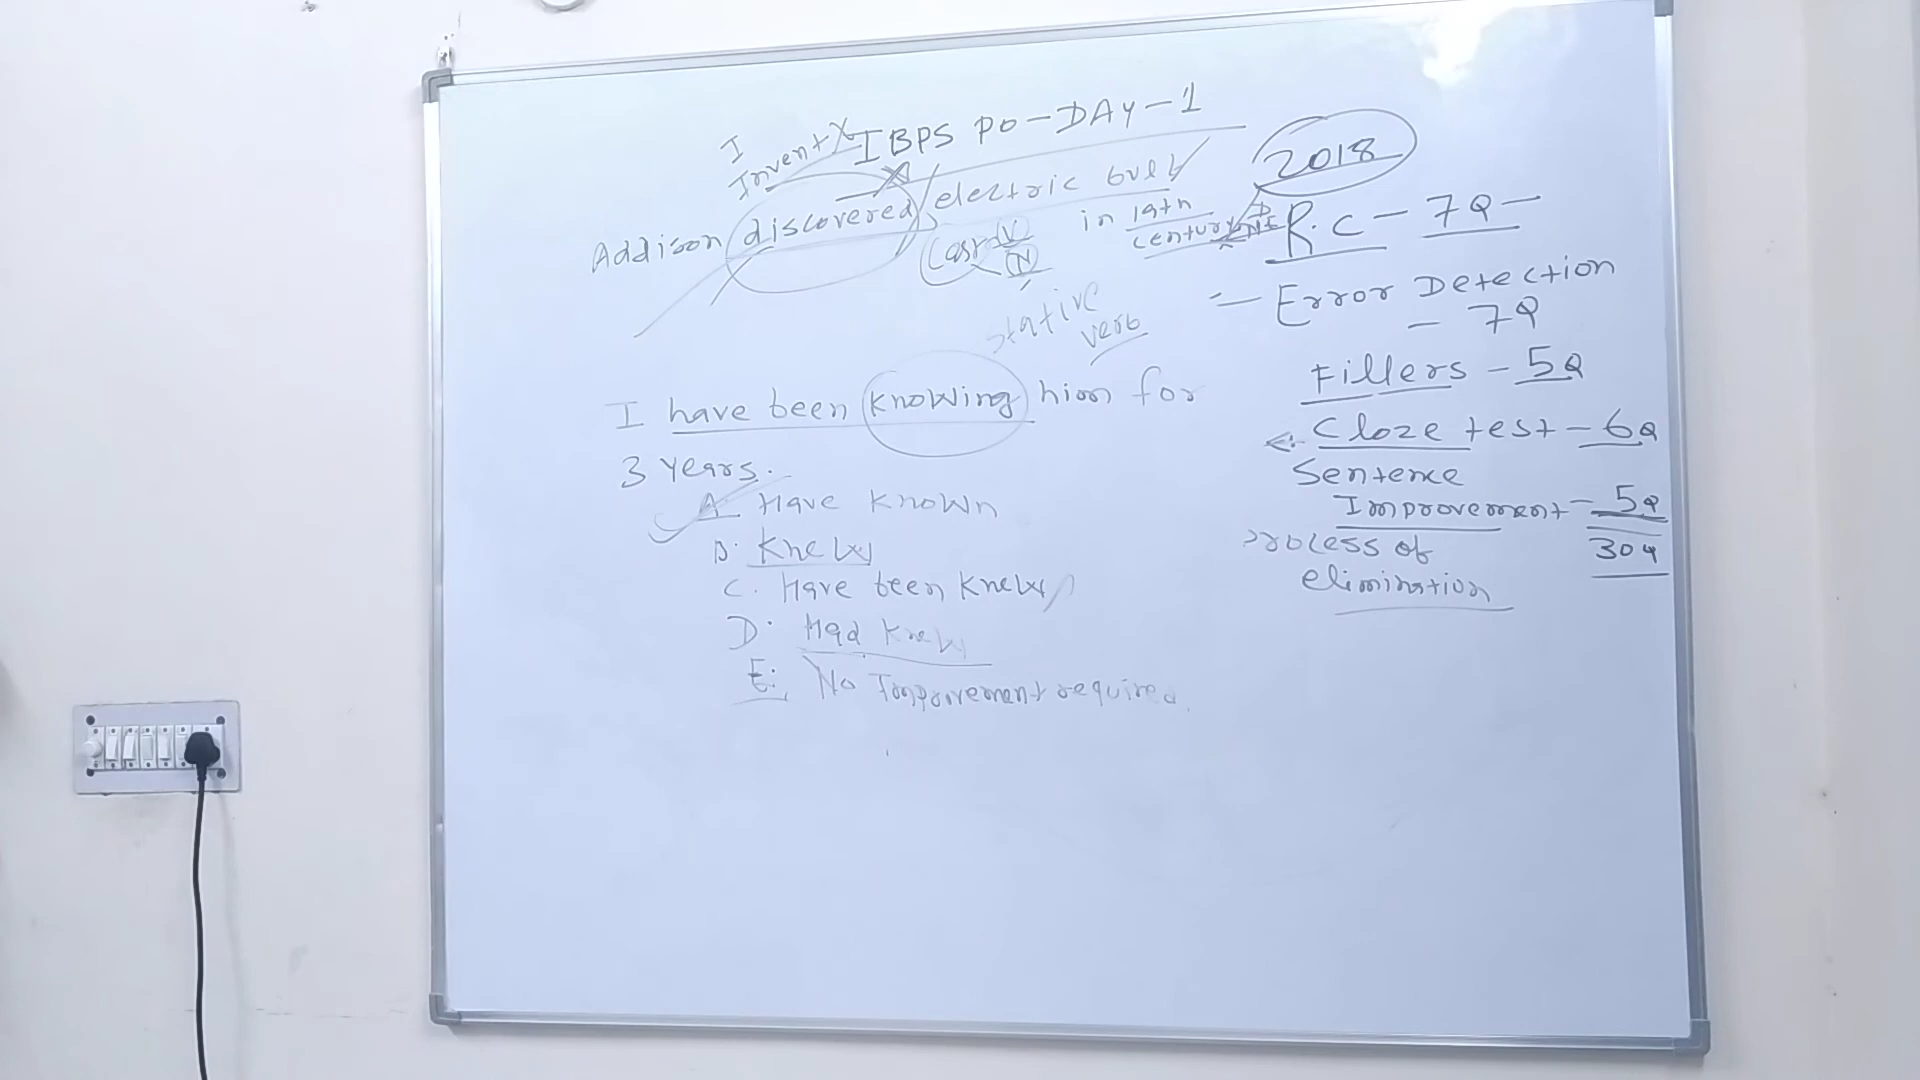 IBPS PO-DAY-1
I
Invent X
Addison discovered / electric bulb
in 19th
century
V
N
stative
verb
I have been knowing him for
3 years.
A. Have known
B. Knew
C. Have been knew
D. Had knew
E. No Improvement required.
2018
R.C - 7Q -
- Error Detection
- 7Q
Fillers - 5Q
Cloze test - 6Q
Sentence
Improvement - 5Q
30Q
process of
elimination